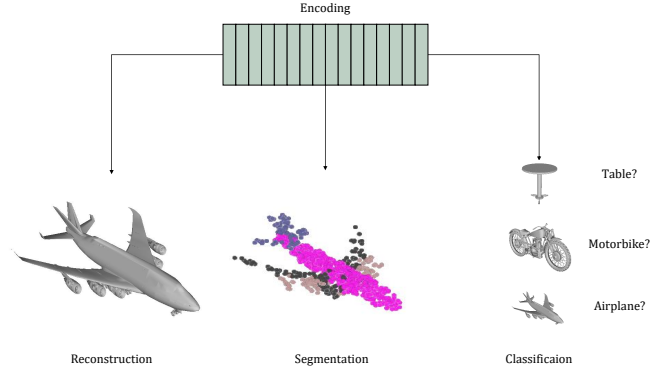 Encoding
Table?
Motorbike?
Airplane?
Reconstruction
Segmentation
Classificaion